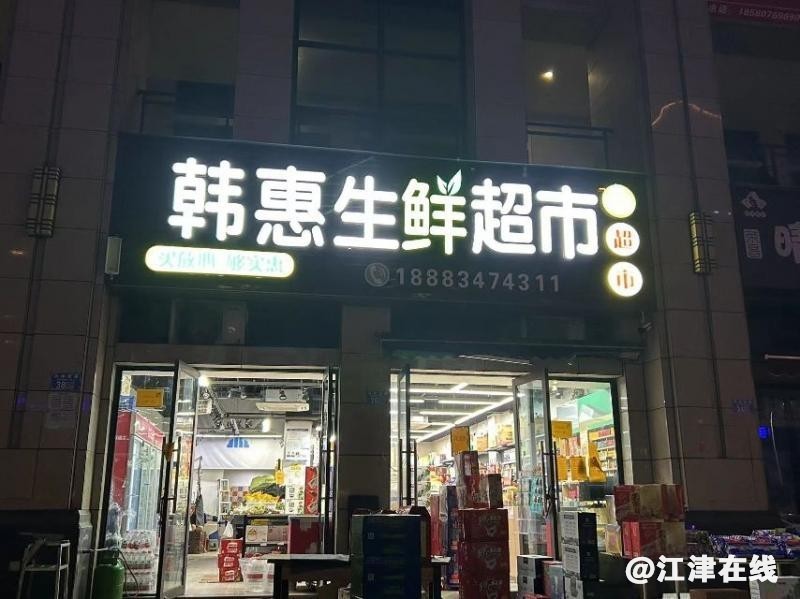 韩惠生鲜超市
超
市
买放心 够实惠
18883474311
38
@江津在线